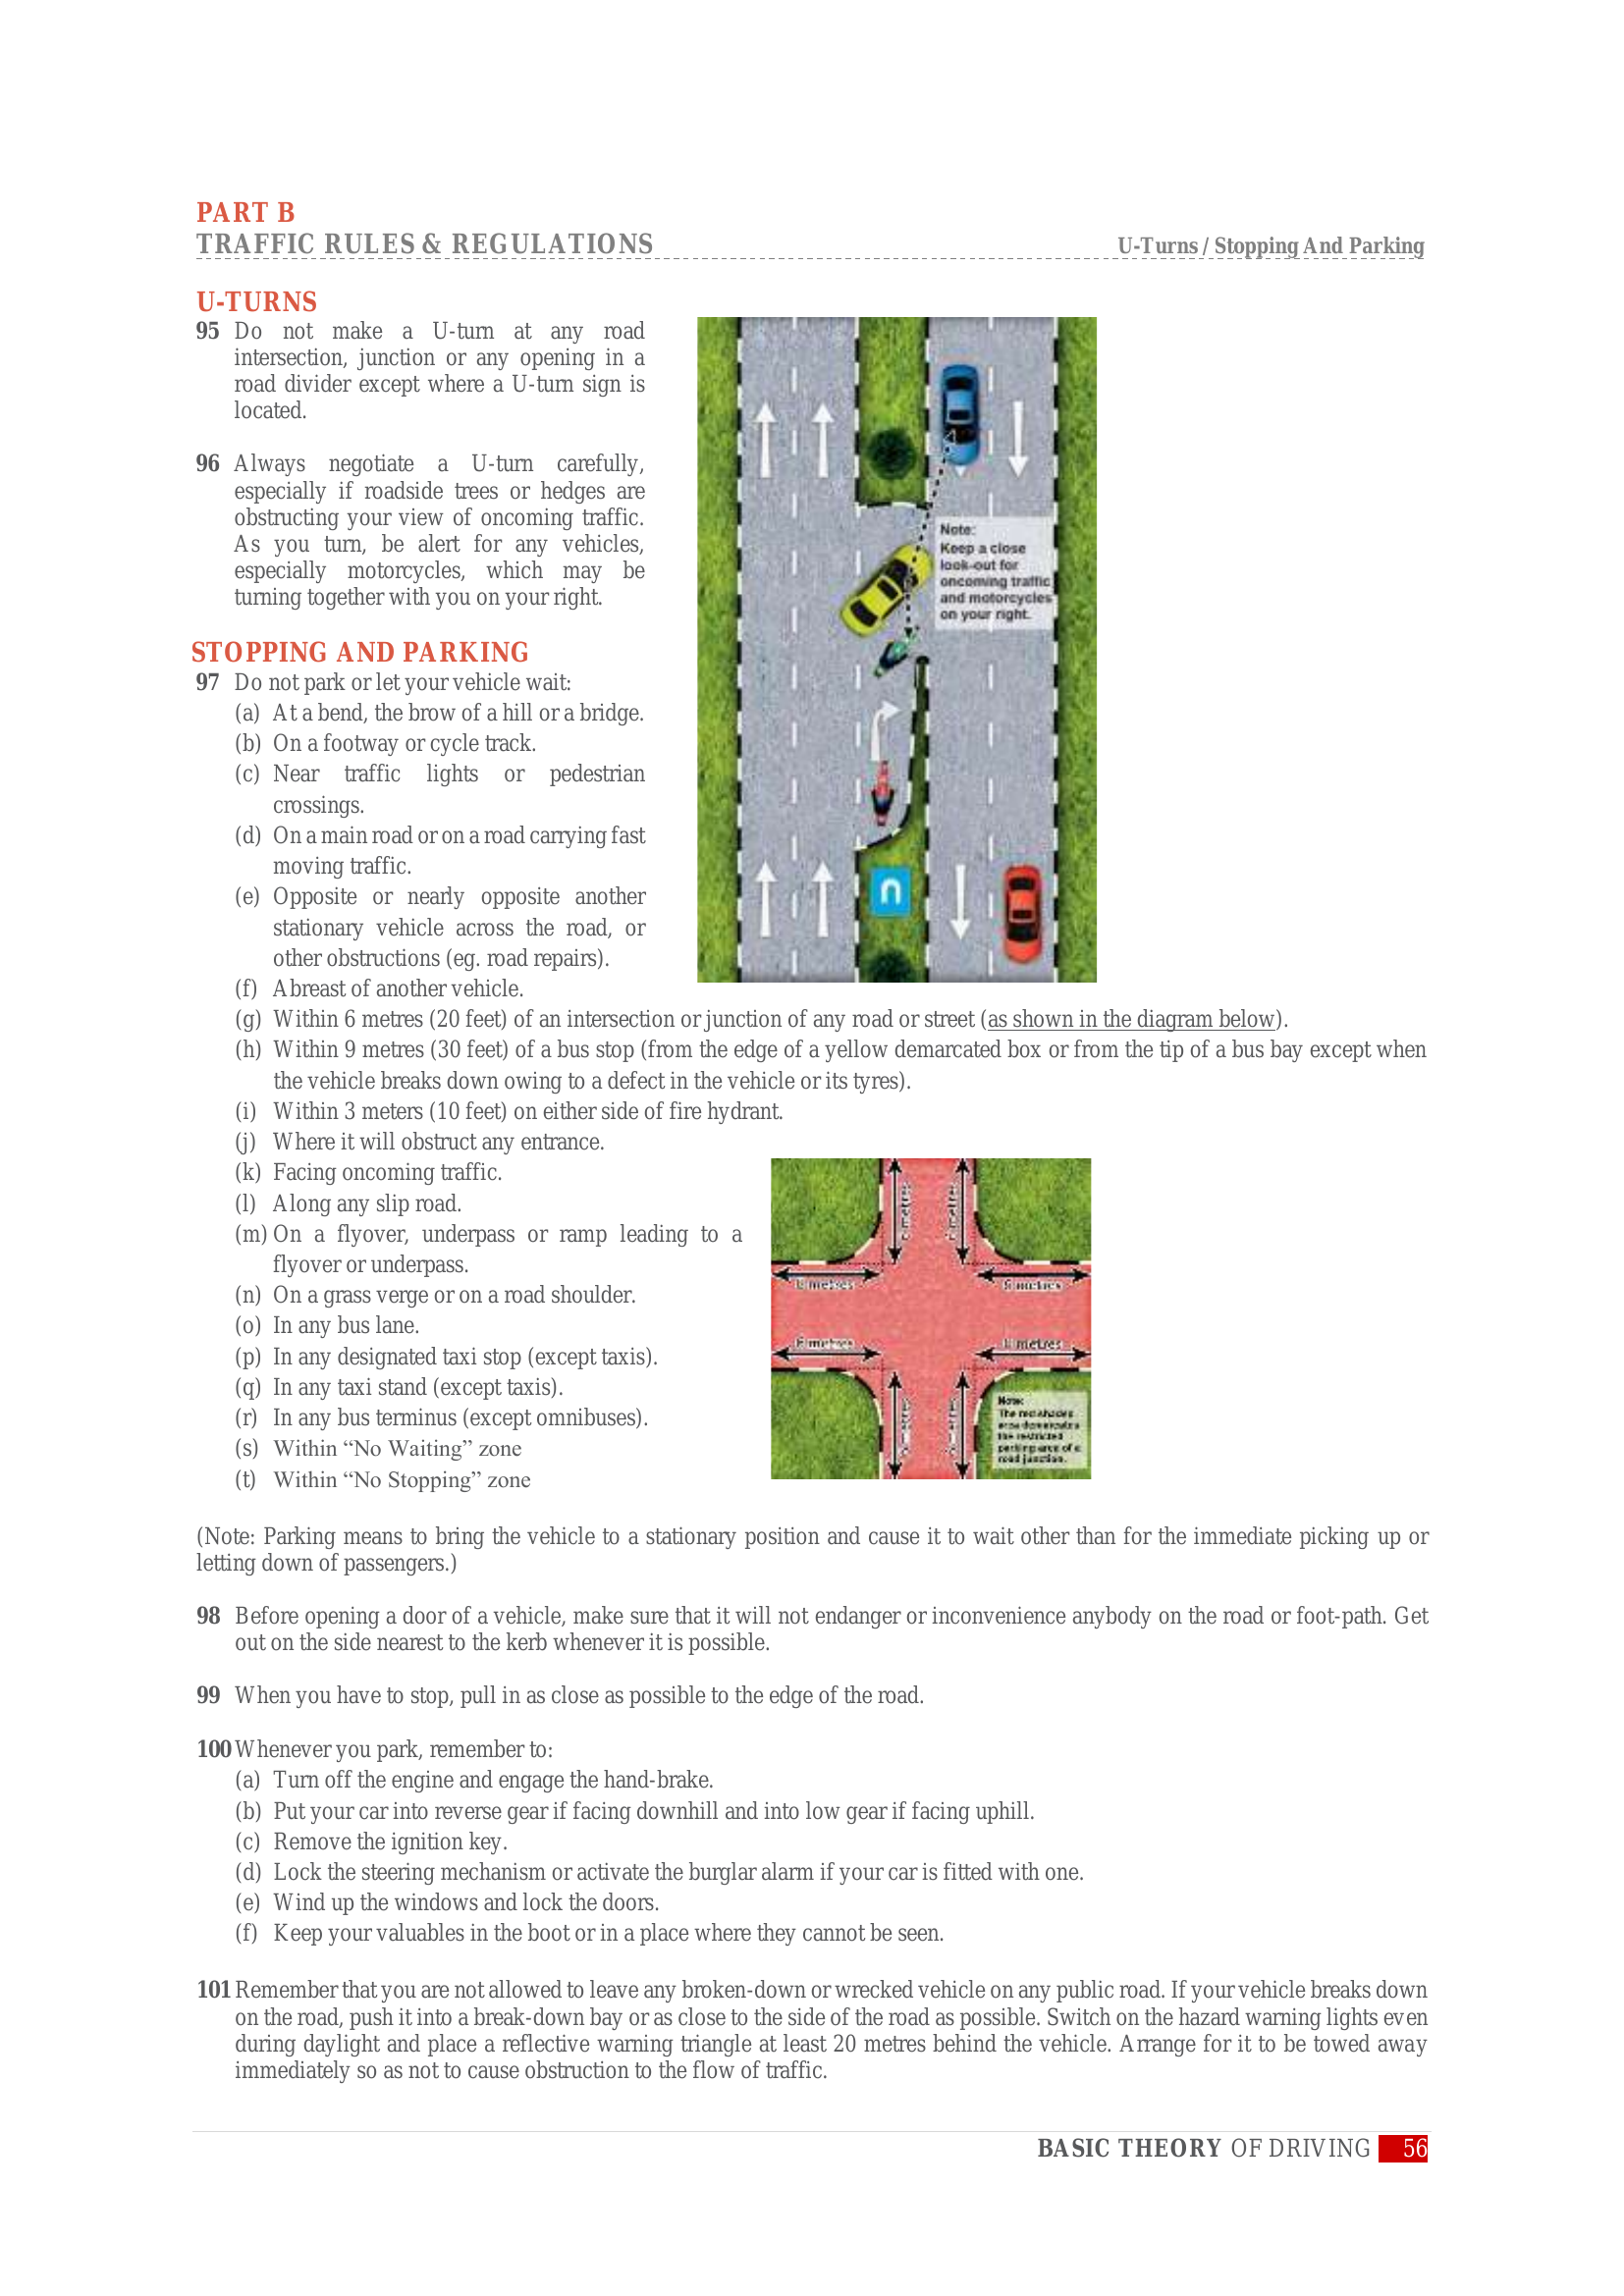 PART B
TRAFFIC RULES & REGULATIONS
U-Turns / Stopping And Parking
U-TURNS
95 Do not make a U-turn at any road
intersection, junction or any opening in a
road divider except where a U-turn sign is
located.
96 Always negotiate a U-turn carefully,
especially if roadside trees or hedges are
obstructing your view of oncoming traffic.
As you turn, be alert for any vehicles,
especially motorcycles, which may be
turning together with you on your right.
Note:
Keep a close
look-out for
oncoming traffic
and motorcycles
on your right.
STOPPING AND PARKING
97 Do not park or let your vehicle wait:
(a) At a bend, the brow of a hill or a bridge.
(b) On a footway or cycle track.
(c) Near traffic lights or pedestrian
crossings.
(d) On a main road or on a road carrying fast
moving traffic.
(e) Opposite or nearly opposite another
stationary vehicle across the road, or
other obstructions (eg. road repairs).
(f) Abreast of another vehicle.
(g) Within 6 metres (20 feet) of an intersection or junction of any road or street (as shown in the diagram below).
(h) Within 9 metres (30 feet) of a bus stop (from the edge of a yellow demarcated box or from the tip of a bus bay except when
the vehicle breaks down owing to a defect in the vehicle or its tyres).
(i) Within 3 meters (10 feet) on either side of fire hydrant.
(j) Where it will obstruct any entrance.
(k) Facing oncoming traffic.
(l) Along any slip road.
(m) On a flyover, underpass or ramp leading to a
flyover or underpass.
(n) On a grass verge or on a road shoulder.
(o) In any bus lane.
(p) In any designated taxi stop (except taxis).
(q) In any taxi stand (except taxis).
(r) In any bus terminus (except omnibuses).
(s) Within “No Waiting” zone
(t) Within “No Stopping” zone
6 metres
6 metres
6 metres
6 metres
Note:
The red shades
area demarcates
the restricted
parking area of a
road junction.
(Note: Parking means to bring the vehicle to a stationary position and cause it to wait other than for the immediate picking up or
letting down of passengers.)
98 Before opening a door of a vehicle, make sure that it will not endanger or inconvenience anybody on the road or foot-path. Get
out on the side nearest to the kerb whenever it is possible.
99 When you have to stop, pull in as close as possible to the edge of the road.
100 Whenever you park, remember to:
(a) Turn off the engine and engage the hand-brake.
(b) Put your car into reverse gear if facing downhill and into low gear if facing uphill.
(c) Remove the ignition key.
(d) Lock the steering mechanism or activate the burglar alarm if your car is fitted with one.
(e) Wind up the windows and lock the doors.
(f) Keep your valuables in the boot or in a place where they cannot be seen.
101 Remember that you are not allowed to leave any broken-down or wrecked vehicle on any public road. If your vehicle breaks down
on the road, push it into a break-down bay or as close to the side of the road as possible. Switch on the hazard warning lights even
during daylight and place a reflective warning triangle at least 20 metres behind the vehicle. Arrange for it to be towed away
immediately so as not to cause obstruction to the flow of traffic.
BASIC THEORY OF DRIVING 56